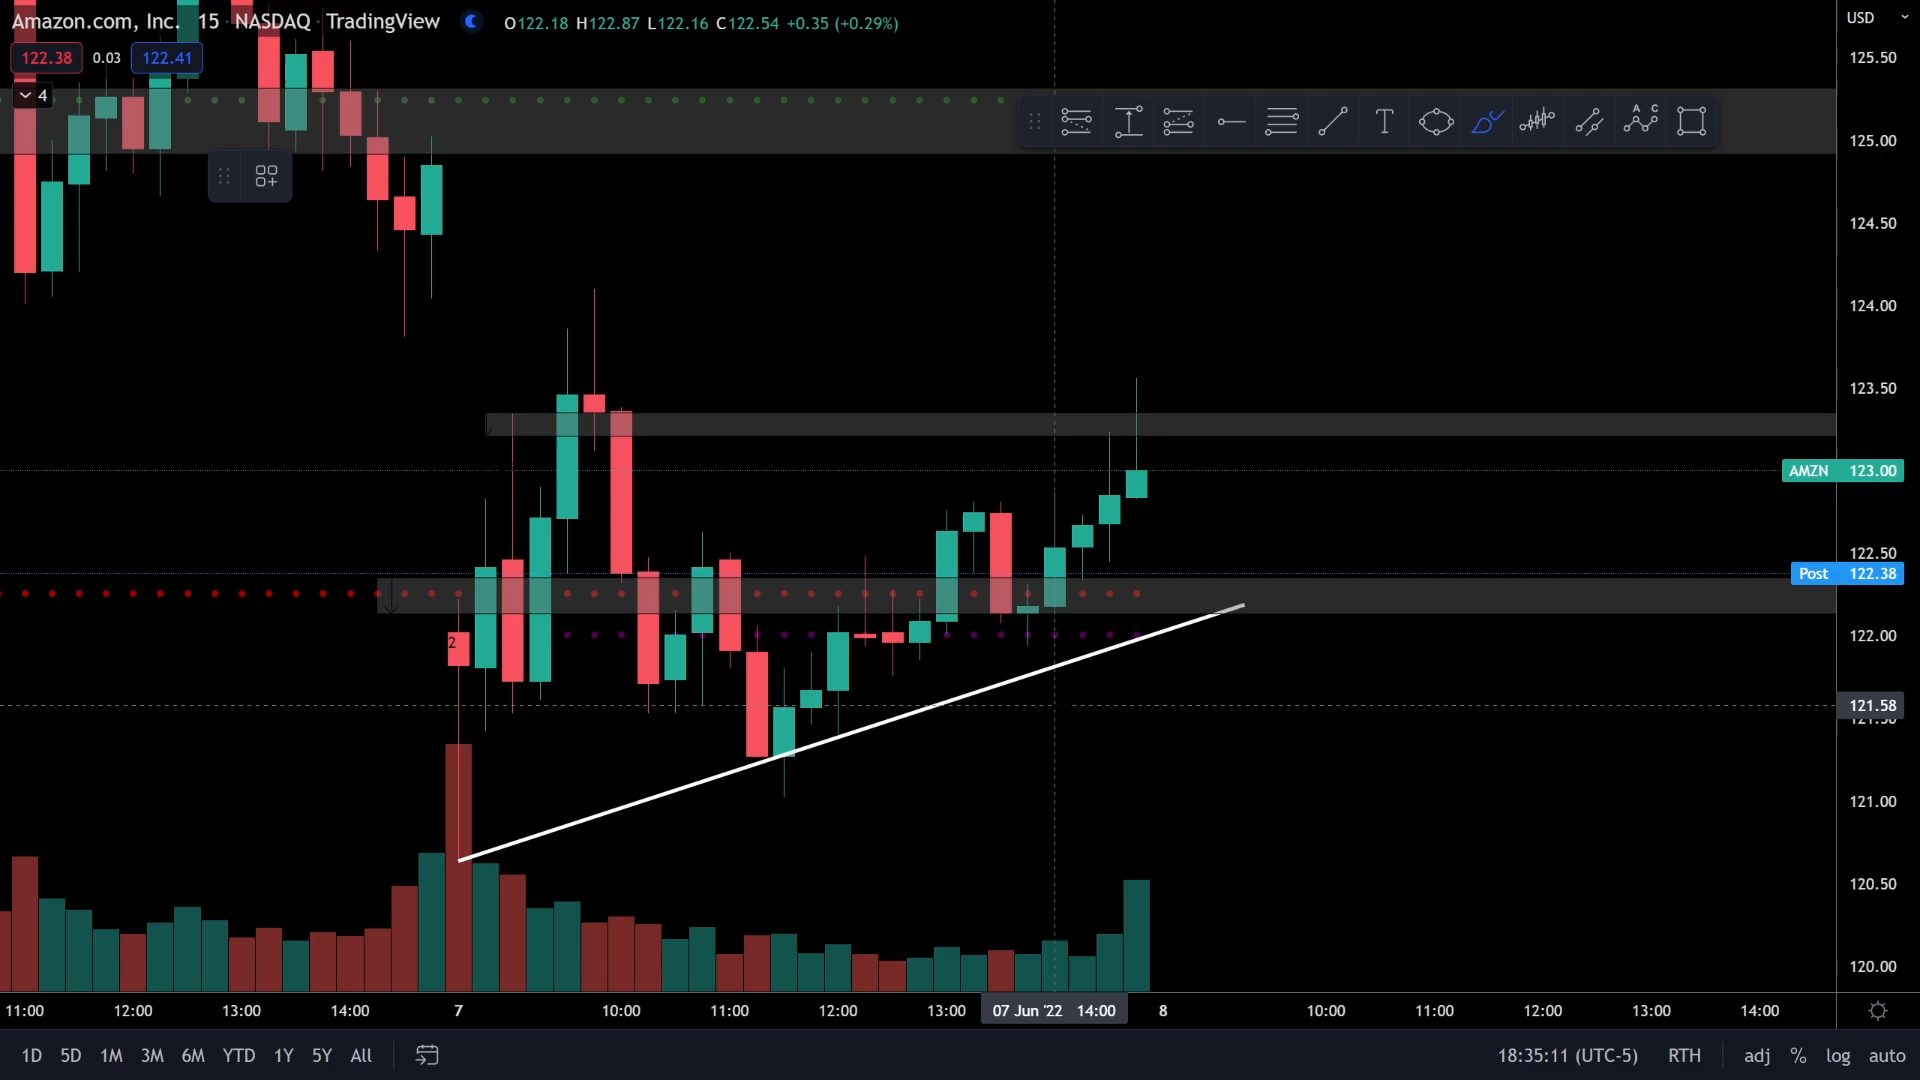 Amazon.com, Inc. · 15 · NASDAQ · TradingView O122.18 H122.87 L122.16 C122.54 +0.35 (+0.29%)
USD
122.38 0.03 122.41
4
125.50
125.00
124.50
124.00
123.50
AMZN 123.00
122.50
Post 122.38
122.00
121.58
121.50
121.00
120.50
120.00
T
A C
2
11:00 12:00 13:00 14:00 7 10:00 11:00 12:00 13:00 07 Jun '22 14:00 8 10:00 11:00 12:00 13:00 14:00
1D 5D 1M 3M 6M YTD 1Y 5Y All 18:35:11 (UTC-5) RTH adj % log auto